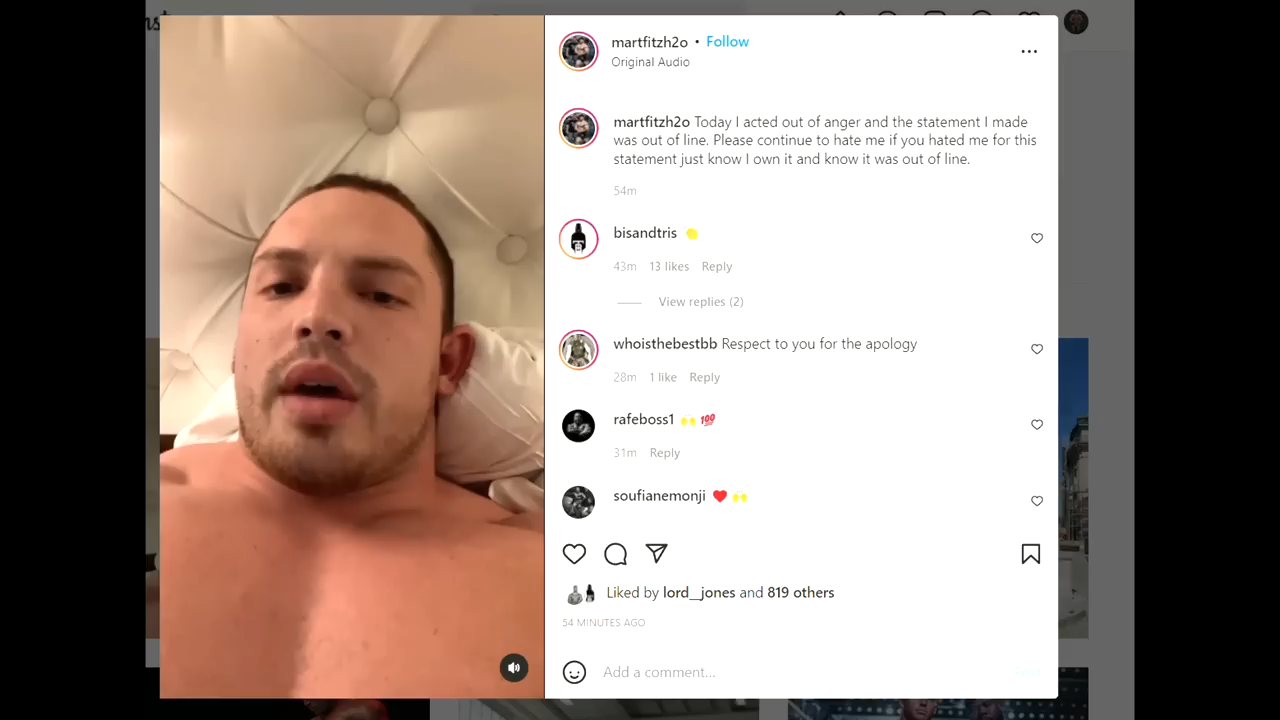 martfitzh2o • Follow
Original Audio
martfitzh2o Today I acted out of anger and the statement I made
was out of line. Please continue to hate me if you hated me for this
statement just know I own it and know it was out of line.
54m
bisandtris
43m 13 likes Reply
View replies (2)
whoisthebestbb Respect to you for the apology
28m 1 like Reply
rafeboss1 💯
31m Reply
soufianemonji
Liked by lord__jones and 819 others
54 MINUTES AGO
Add a comment...